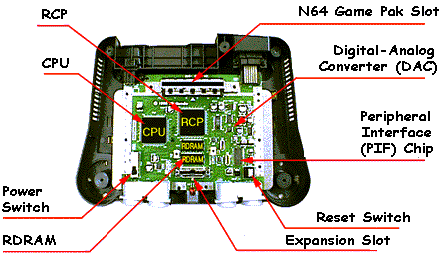 RCP
N64 Game Pak Slot
CPU
Digital-Analog
Converter (DAC)
CPU
RCP
RDRAM
RDRAM
Peripheral
Interface
(PIF) Chip
Power
Switch
Reset Switch
RDRAM
Expansion Slot